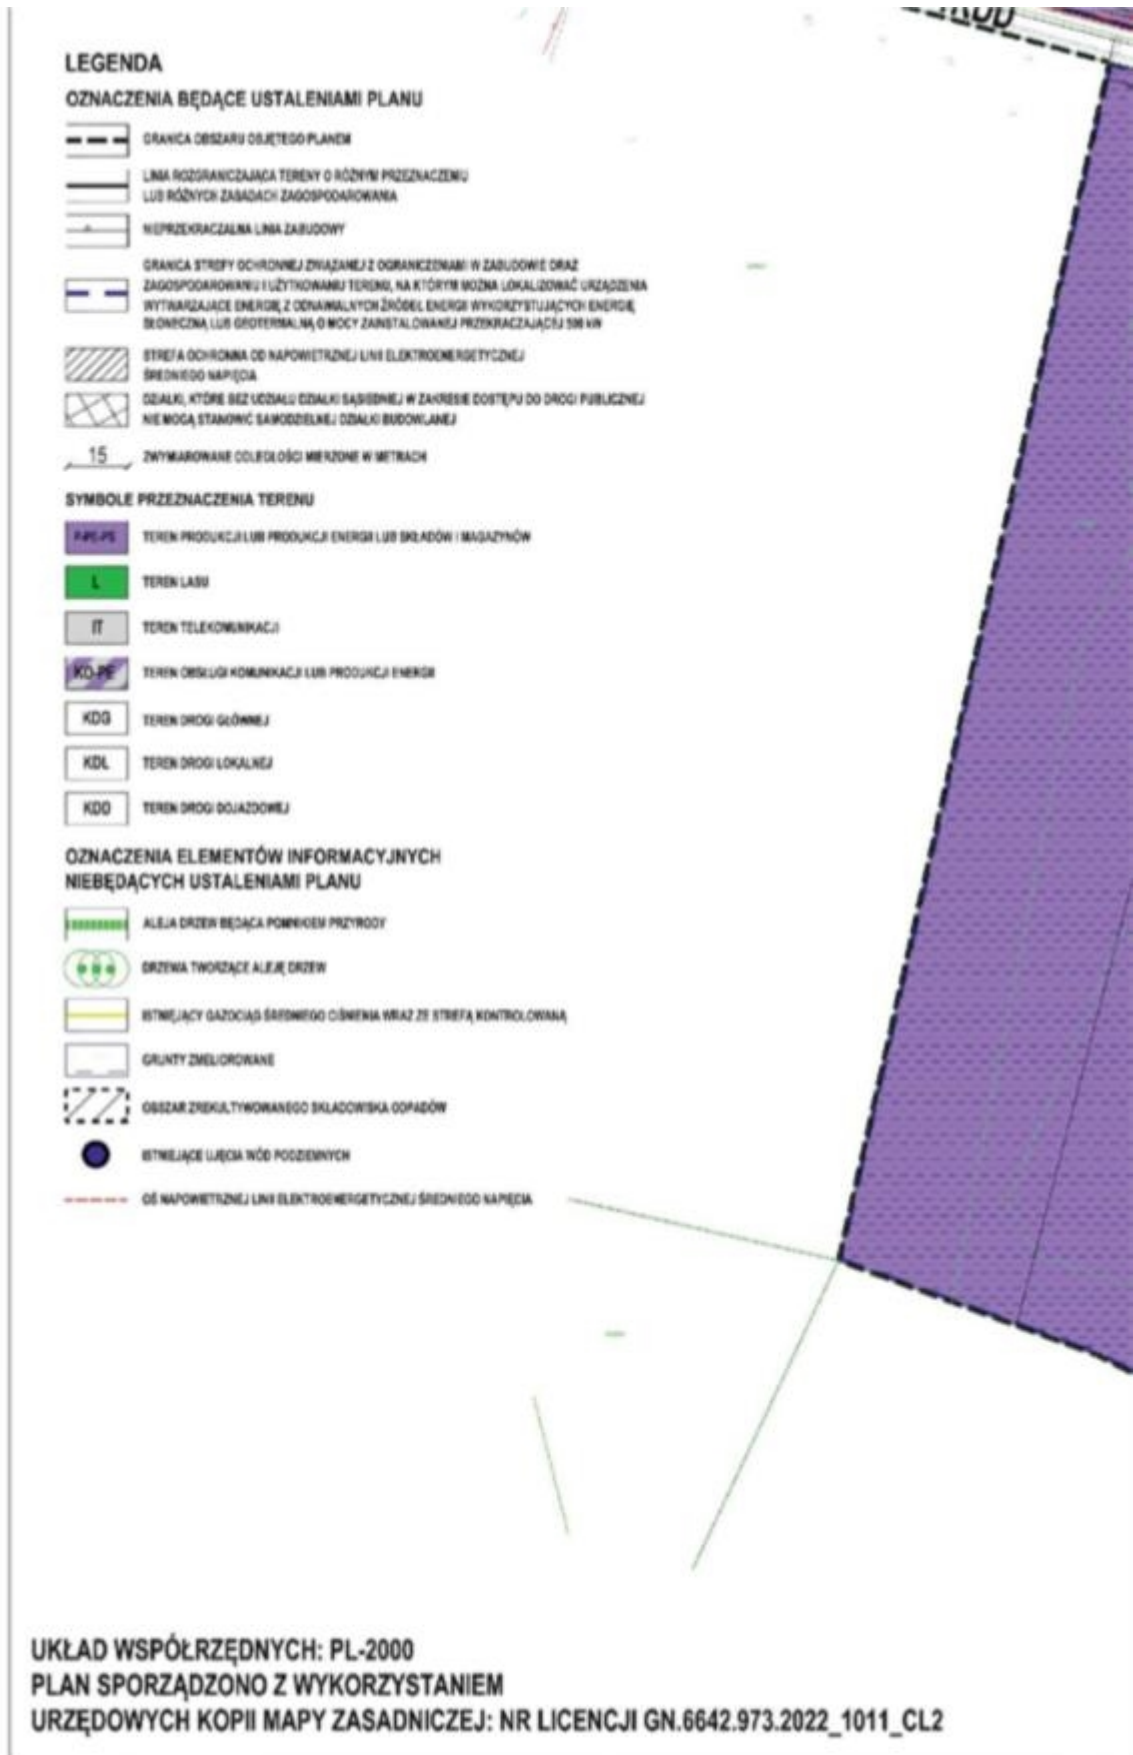 KDD
LEGENDA
OZNACZENIA BĘDĄCE USTALENIAMI PLANU
GRANICA OBSZARU OBJĘTEGO PLANEM
LINIA ROZGRANICZAJĄCA TERENY O RÓŻNYM PRZEZNACZENIU
LUB RÓŻNYCH ZASADACH ZAGOSPODAROWANIA
NIEPRZEKRACZALNA LINIA ZABUDOWY
GRANICA STREFY OCHRONNEJ ZWIĄZANEJ Z OGRANICZENIAMI W ZABUDOWIE ORAZ
ZAGOSPODAROWANIU I UŻYTKOWANIU TERENU, NA KTÓRYM MOŻNA LOKALIZOWAĆ URZĄDZENIA
WYTWARZAJĄCE ENERGIĘ Z ODNAWIALNYCH ŹRÓDEŁ ENERGII WYKORZYSTUJĄCYCH ENERGIĘ
SŁONECZNĄ LUB GEOTERMALNĄ O MOCY ZAINSTALOWANEJ PRZEKRACZAJĄCEJ 500 kW
STREFA OCHRONNA OD NAPOWIETRZNEJ LINII ELEKTROENERGETYCZNEJ
ŚREDNIEGO NAPIĘCIA
DZIAŁKI, KTÓRE BEZ UDZIAŁU DZIAŁKI SĄSIEDNIEJ W ZAKRESIE DOSTĘPU DO DROGI PUBLICZNEJ
NIE MOGĄ STANOWIĆ SAMODZIELNEJ DZIAŁKI BUDOWLANEJ
15 ZWYMIAROWANE ODLEGŁOŚCI MIERZONE W METRACH
SYMBOLE PRZEZNACZENIA TERENU
P-PE-PS TEREN PRODUKCJI LUB PRODUKCJI ENERGII LUB SKŁADÓW I MAGAZYNÓW
L TEREN LASU
IT TEREN TELEKOMUNIKACJI
KO-PE TEREN OBSŁUGI KOMUNIKACJI LUB PRODUKCJI ENERGII
KDG TEREN DROGI GŁÓWNEJ
KDL TEREN DROGI LOKALNEJ
KDD TEREN DROGI DOJAZDOWEJ
OZNACZENIA ELEMENTÓW INFORMACYJNYCH
NIEBĘDĄCYCH USTALENIAMI PLANU
ALEJA DRZEW BĘDĄCA POMNIKIEM PRZYRODY
DRZEWA TWORZĄCE ALEJĘ DRZEW
ISTNIEJĄCY GAZOCIĄG ŚREDNIEGO CIŚNIENIA WRAZ ZE STREFĄ KONTROLOWANĄ
GRUNTY ZMELIOROWANE
OBSZAR ZREKULTYWOWANEGO SKŁADOWISKA ODPADÓW
ISTNIEJĄCE UJĘCIA WÓD PODZIEMNYCH
OŚ NAPOWIETRZNEJ LINII ELEKTROENERGETYCZNEJ ŚREDNIEGO NAPIĘCIA
UKŁAD WSPÓŁRZĘDNYCH: PL-2000
PLAN SPORZĄDZONO Z WYKORZYSTANIEM
URZĘDOWYCH KOPII MAPY ZASADNICZEJ: NR LICENCJI GN.6642.973.2022_1011_CL2